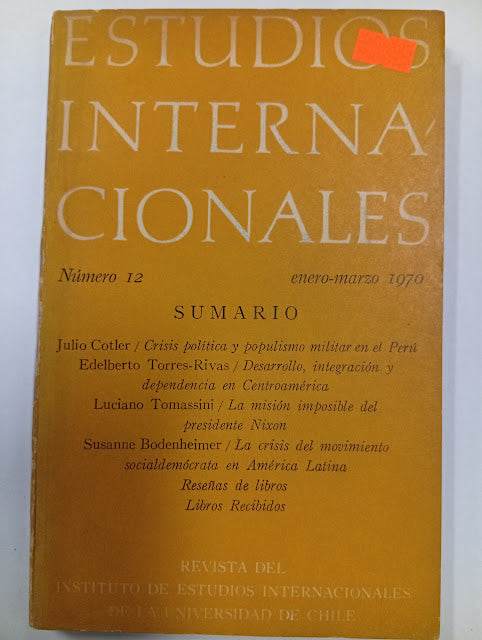 ESTUDIOS
INTERNA
CIONALES
Número 12 enero-marzo 1970
SUMARIO
Julio Cotler / Crisis política y populismo militar en el Perú
Edelberto Torres-Rivas / Desarrollo, integración y
dependencia en Centroamérica
Luciano Tomassini / La misión imposible del
presidente Nixon
Susanne Bodenheimer / La crisis del movimiento
socialdemócrata en América Latina
Reseñas de libros
Libros Recibidos
REVISTA DEL
INSTITUTO DE ESTUDIOS INTERNACIONALES
DE LA UNIVERSIDAD DE CHILE